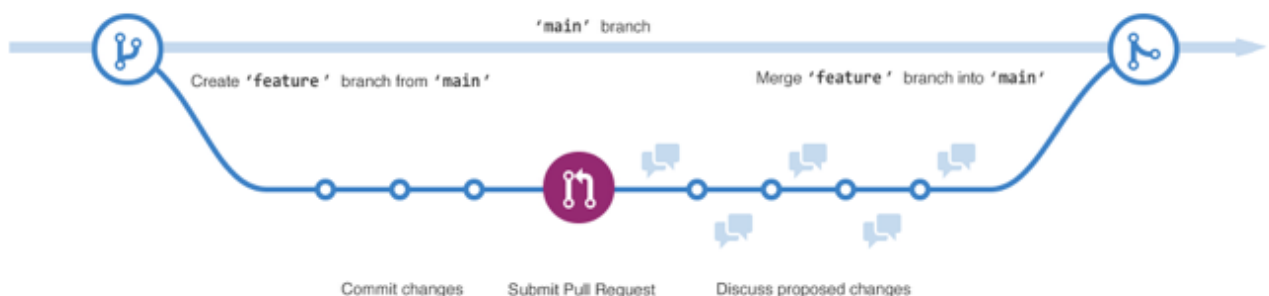 ‘main’ branch
Create ‘feature’ branch from ‘main’
Merge ‘feature’ branch into ‘main’
Commit changes
Submit Pull Request
Discuss proposed changes